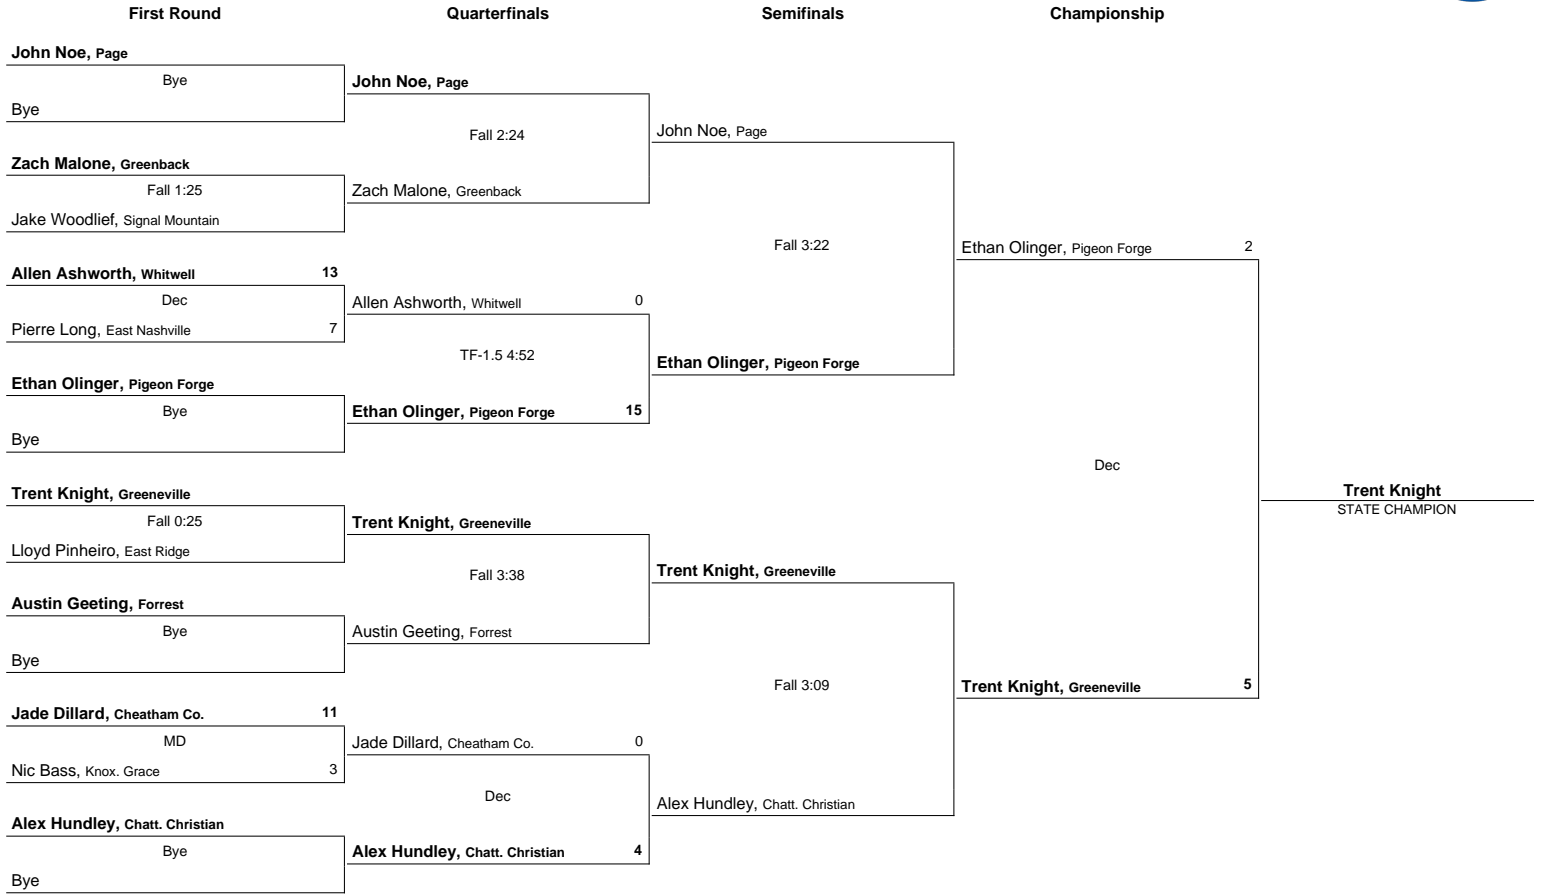 First Round Quarterfinals Semifinals Championship
John Noe, Page
Bye
Bye
Zach Malone, Greenback
Fall 1:25
Jake Woodlief, Signal Mountain
Allen Ashworth, Whitwell 13
Dec
Pierre Long, East Nashville 7
Ethan Olinger, Pigeon Forge
Bye
Bye
Trent Knight, Greeneville
Fall 0:25
Lloyd Pinheiro, East Ridge
Austin Geeting, Forrest
Bye
Bye
Jade Dillard, Cheatham Co. 11
MD
Nic Bass, Knox. Grace 3
Alex Hundley, Chatt. Christian
Bye
Bye
John Noe, Page
Fall 2:24
Zach Malone, Greenback
Allen Ashworth, Whitwell 0
TF-1.5 4:52
Ethan Olinger, Pigeon Forge 15
Trent Knight, Greeneville
Fall 3:38
Austin Geeting, Forrest
Jade Dillard, Cheatham Co. 0
Dec
Alex Hundley, Chatt. Christian 4
John Noe, Page
Fall 3:22
Ethan Olinger, Pigeon Forge
Trent Knight, Greeneville
Fall 3:09
Alex Hundley, Chatt. Christian
Ethan Olinger, Pigeon Forge 2
Dec
Trent Knight, Greeneville 5
Trent Knight
STATE CHAMPION